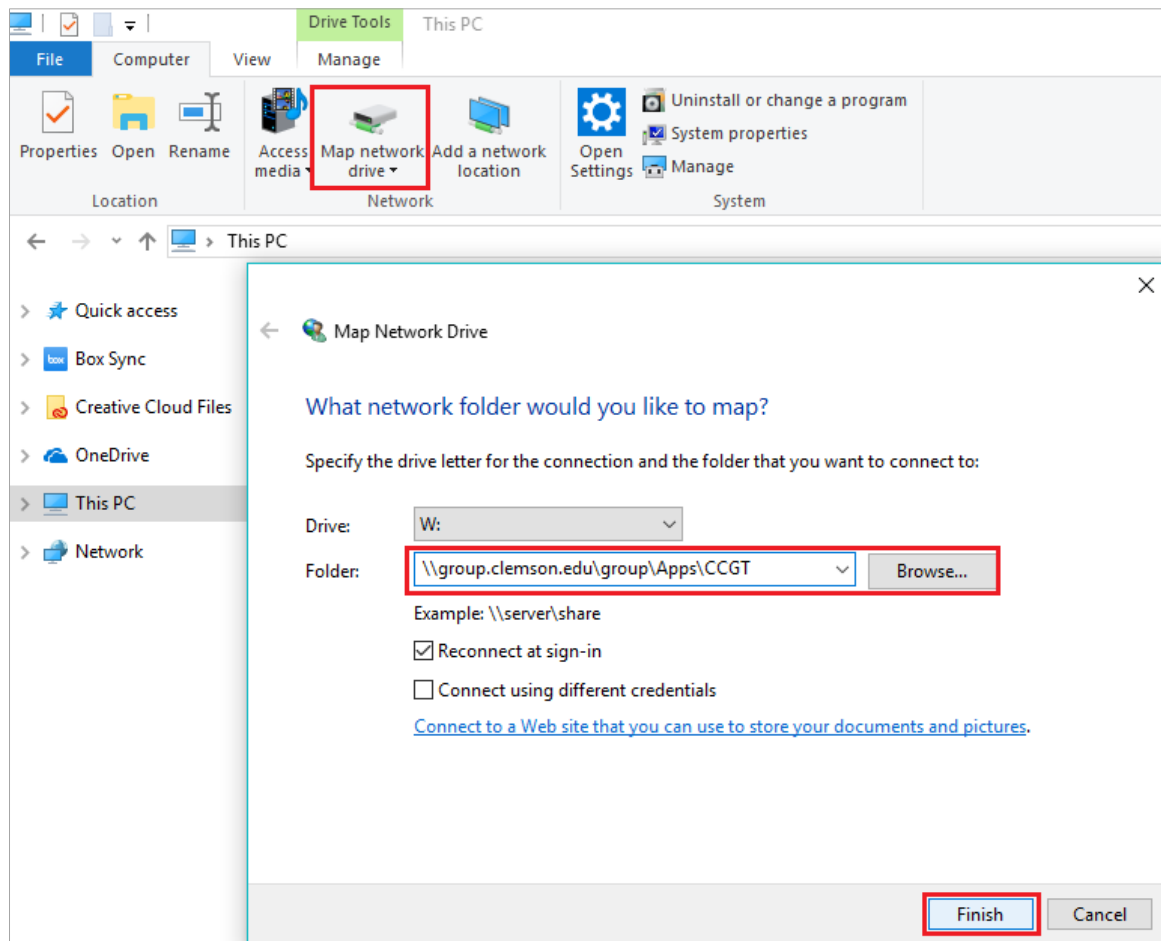 Drive Tools This PC
File Computer View Manage
Properties Open Rename Access media Map network drive Add a network location Open Settings Uninstall or change a program
System properties
Manage
Location Network System
This PC
Quick access
Box Sync
Creative Cloud Files
OneDrive
This PC
Network
Map Network Drive
What network folder would you like to map?
Specify the drive letter for the connection and the folder that you want to connect to:
Drive: W:
Folder: \\group.clemson.edu\group\Apps\CCGT Browse...
Example: \\server\share
Reconnect at sign-in
Connect using different credentials
Connect to a Web site that you can use to store your documents and pictures.
Finish Cancel